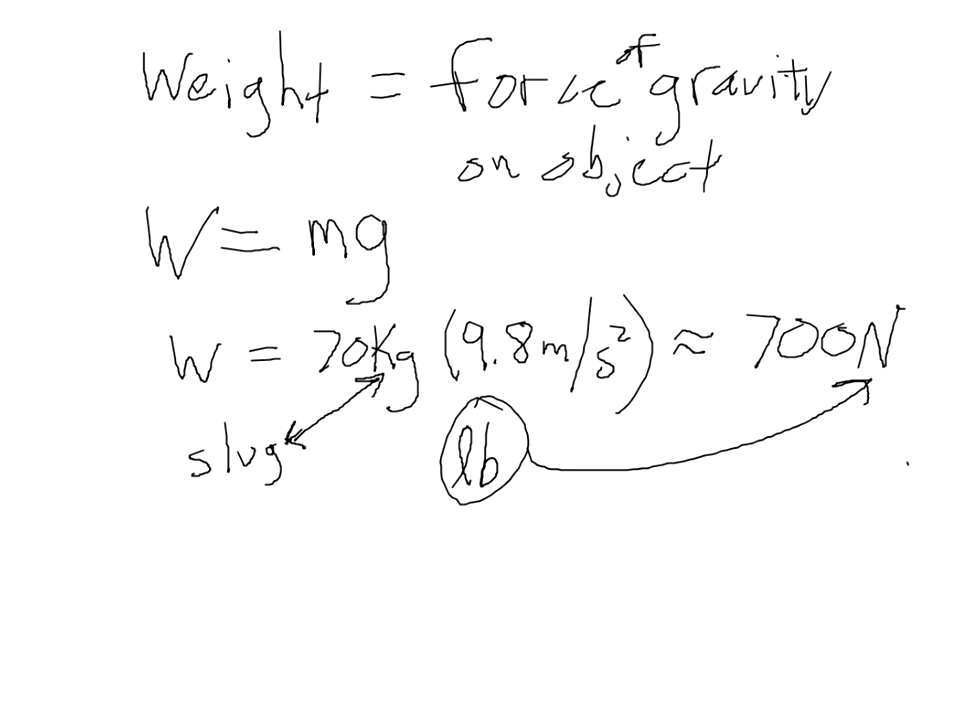 Weight = force of gravity
on object
W = mg
W = 70Kg (9.8m/s²) ≈ 700N
slug lb